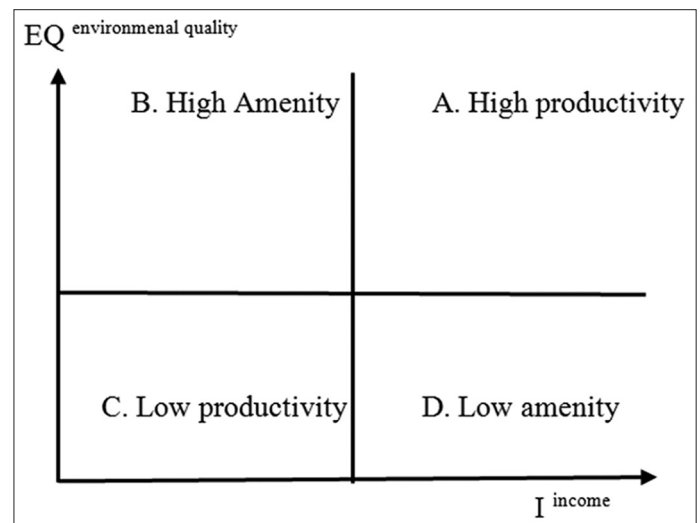 EQ environmenal quality
B. High Amenity
A. High productivity
C. Low productivity
D. Low amenity
I income